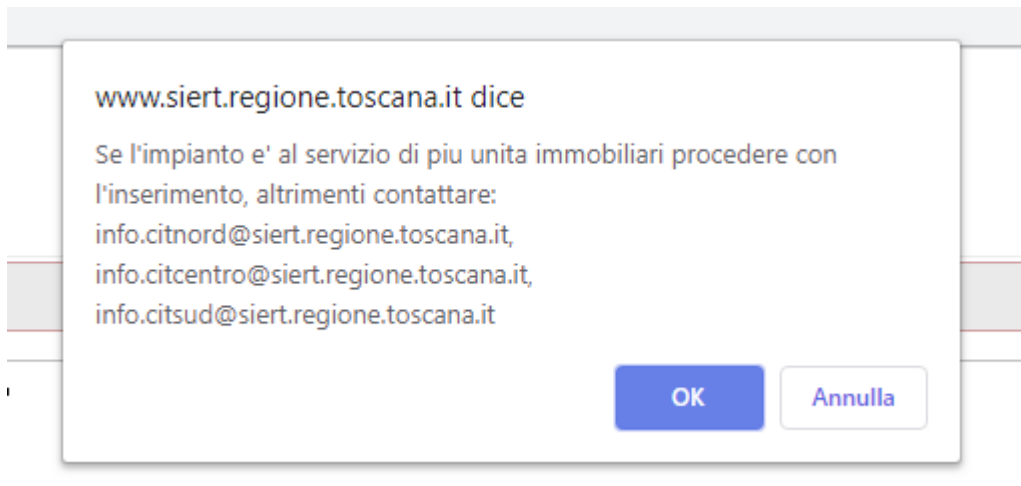 www.siert.regione.toscana.it dice
Se l'impianto e' al servizio di piu unita immobiliari procedere con
l'inserimento, altrimenti contattare:
info.citnord@siert.regione.toscana.it,
info.citcentro@siert.regione.toscana.it,
info.citsud@siert.regione.toscana.it
OK
Annulla